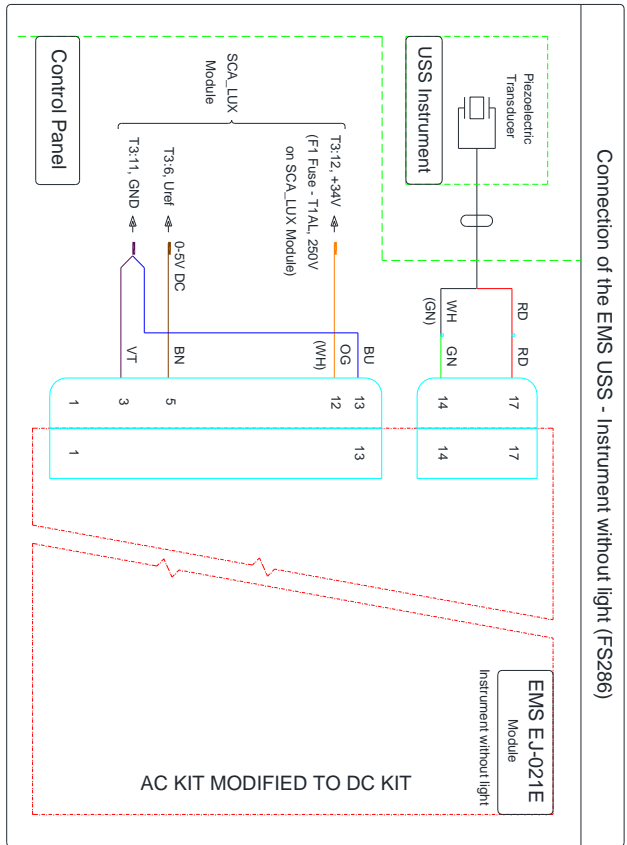 Connection of the EMS USS - Instrument without light (FS286)
USS Instrument
Piezoelectric
Transducer
RD
RD
WH
(GN)
GN
17
14
17
14
Control Panel
SCA_LUX
Module
T3:12, +34V
(F1 Fuse - T1AL, 250V
on SCA_LUX Module)
T3:6, Uref
0-5V DC
T3:11, GND
BU
OG
(WH)
BN
VT
13
12
5
3
1
13
1
EMS EJ-021E
Module
Instrument without light
AC KIT MODIFIED TO DC KIT